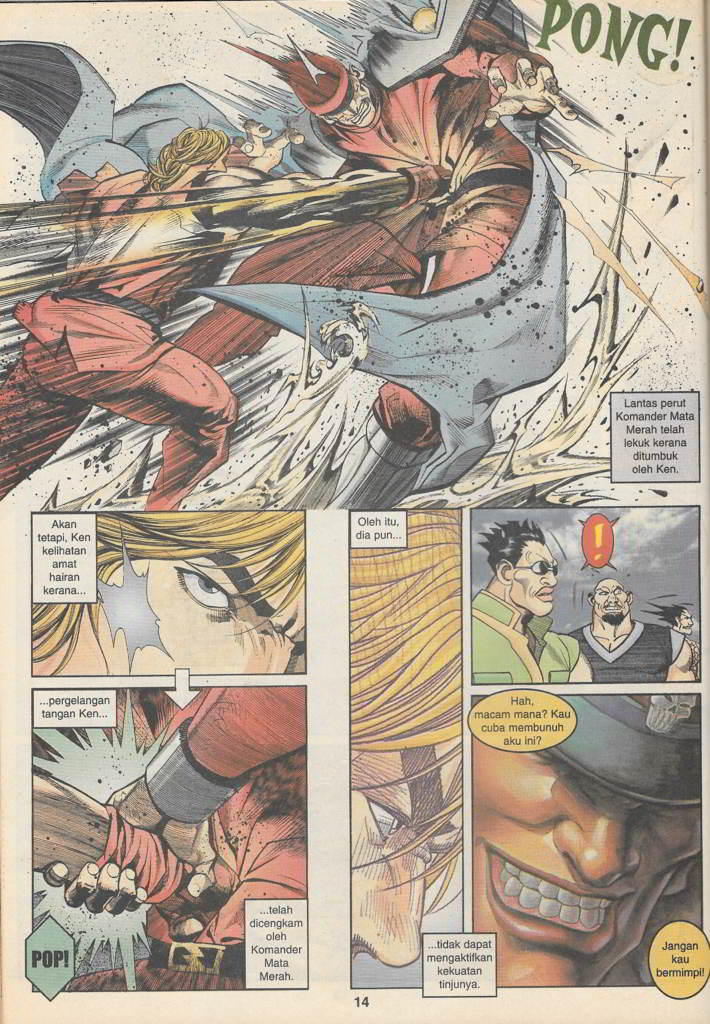 PONG!
Lantas perut
Komander Mata
Merah telah
lekuk kerana
ditumbuk
oleh Ken.
Akan
tetapi, Ken
kelihatan
amat
hairan
kerana...
...pergelangan
tangan Ken...
...telah
dicengkam
oleh
Komander
Mata
Merah.
POP!
Oleh itu,
dia pun...
...tidak dapat
mengaktifkan
kekuatan
tinjunya.
!
Hah,
macam mana? Kau
cuba membunuh
aku ini?
Jangan
kau
bermimpi!
14